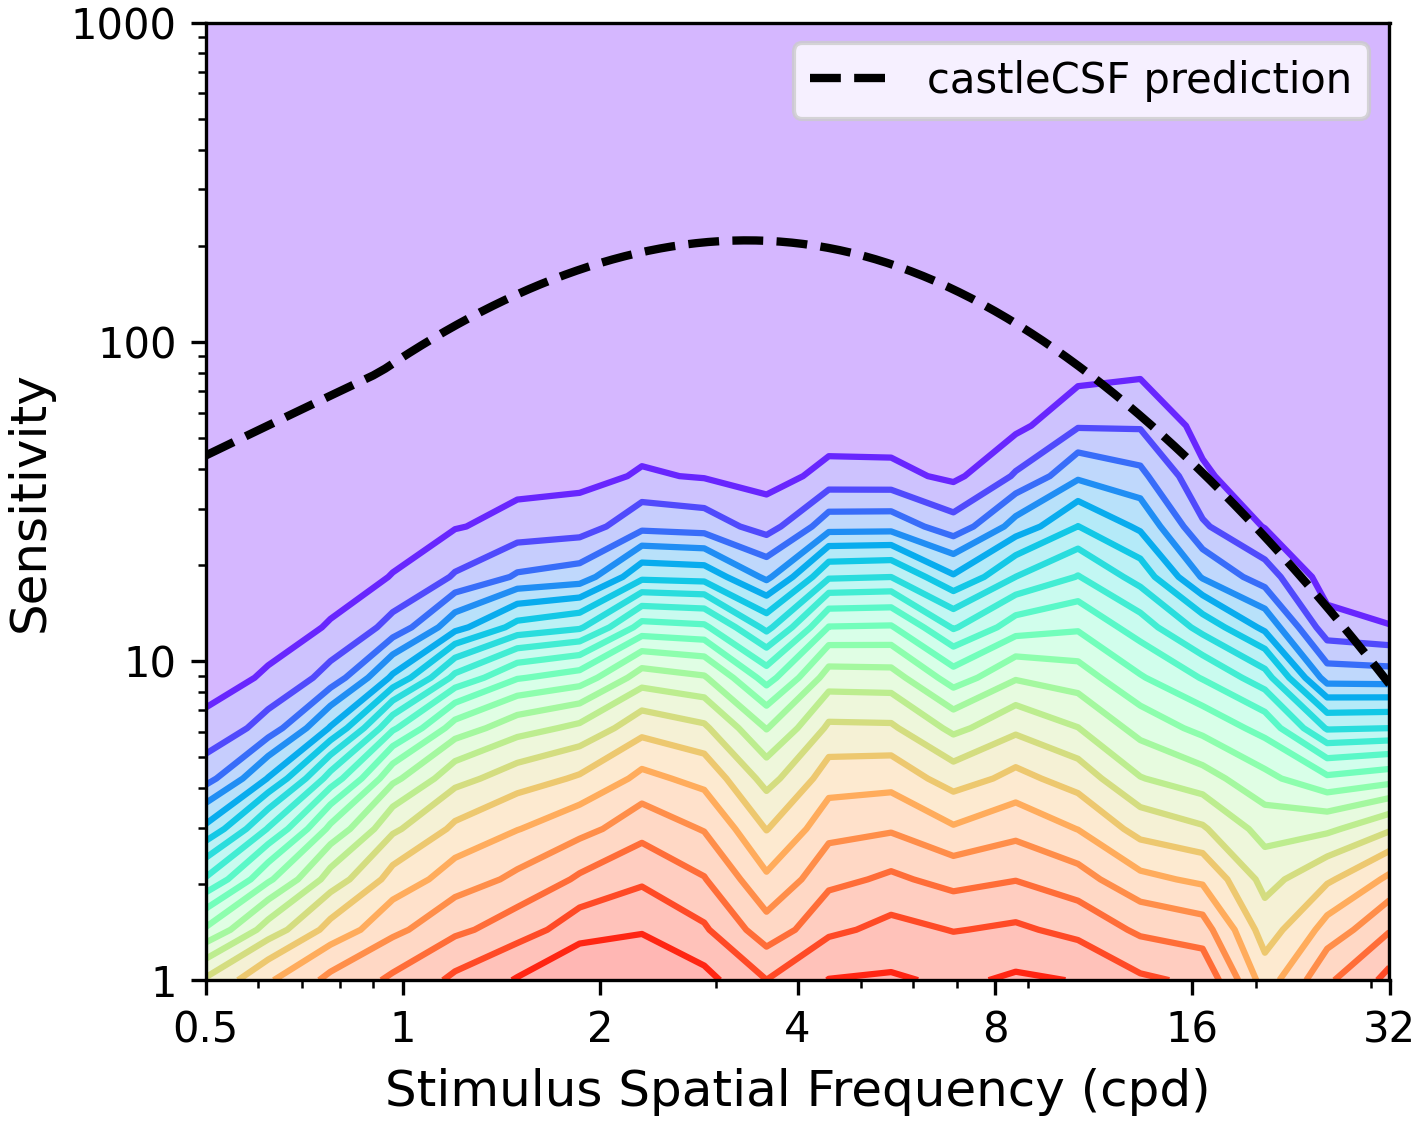 1000
castleCSF prediction
100
Sensitivity
10
1
0.5 1 2 4 8 16 32
Stimulus Spatial Frequency (cpd)